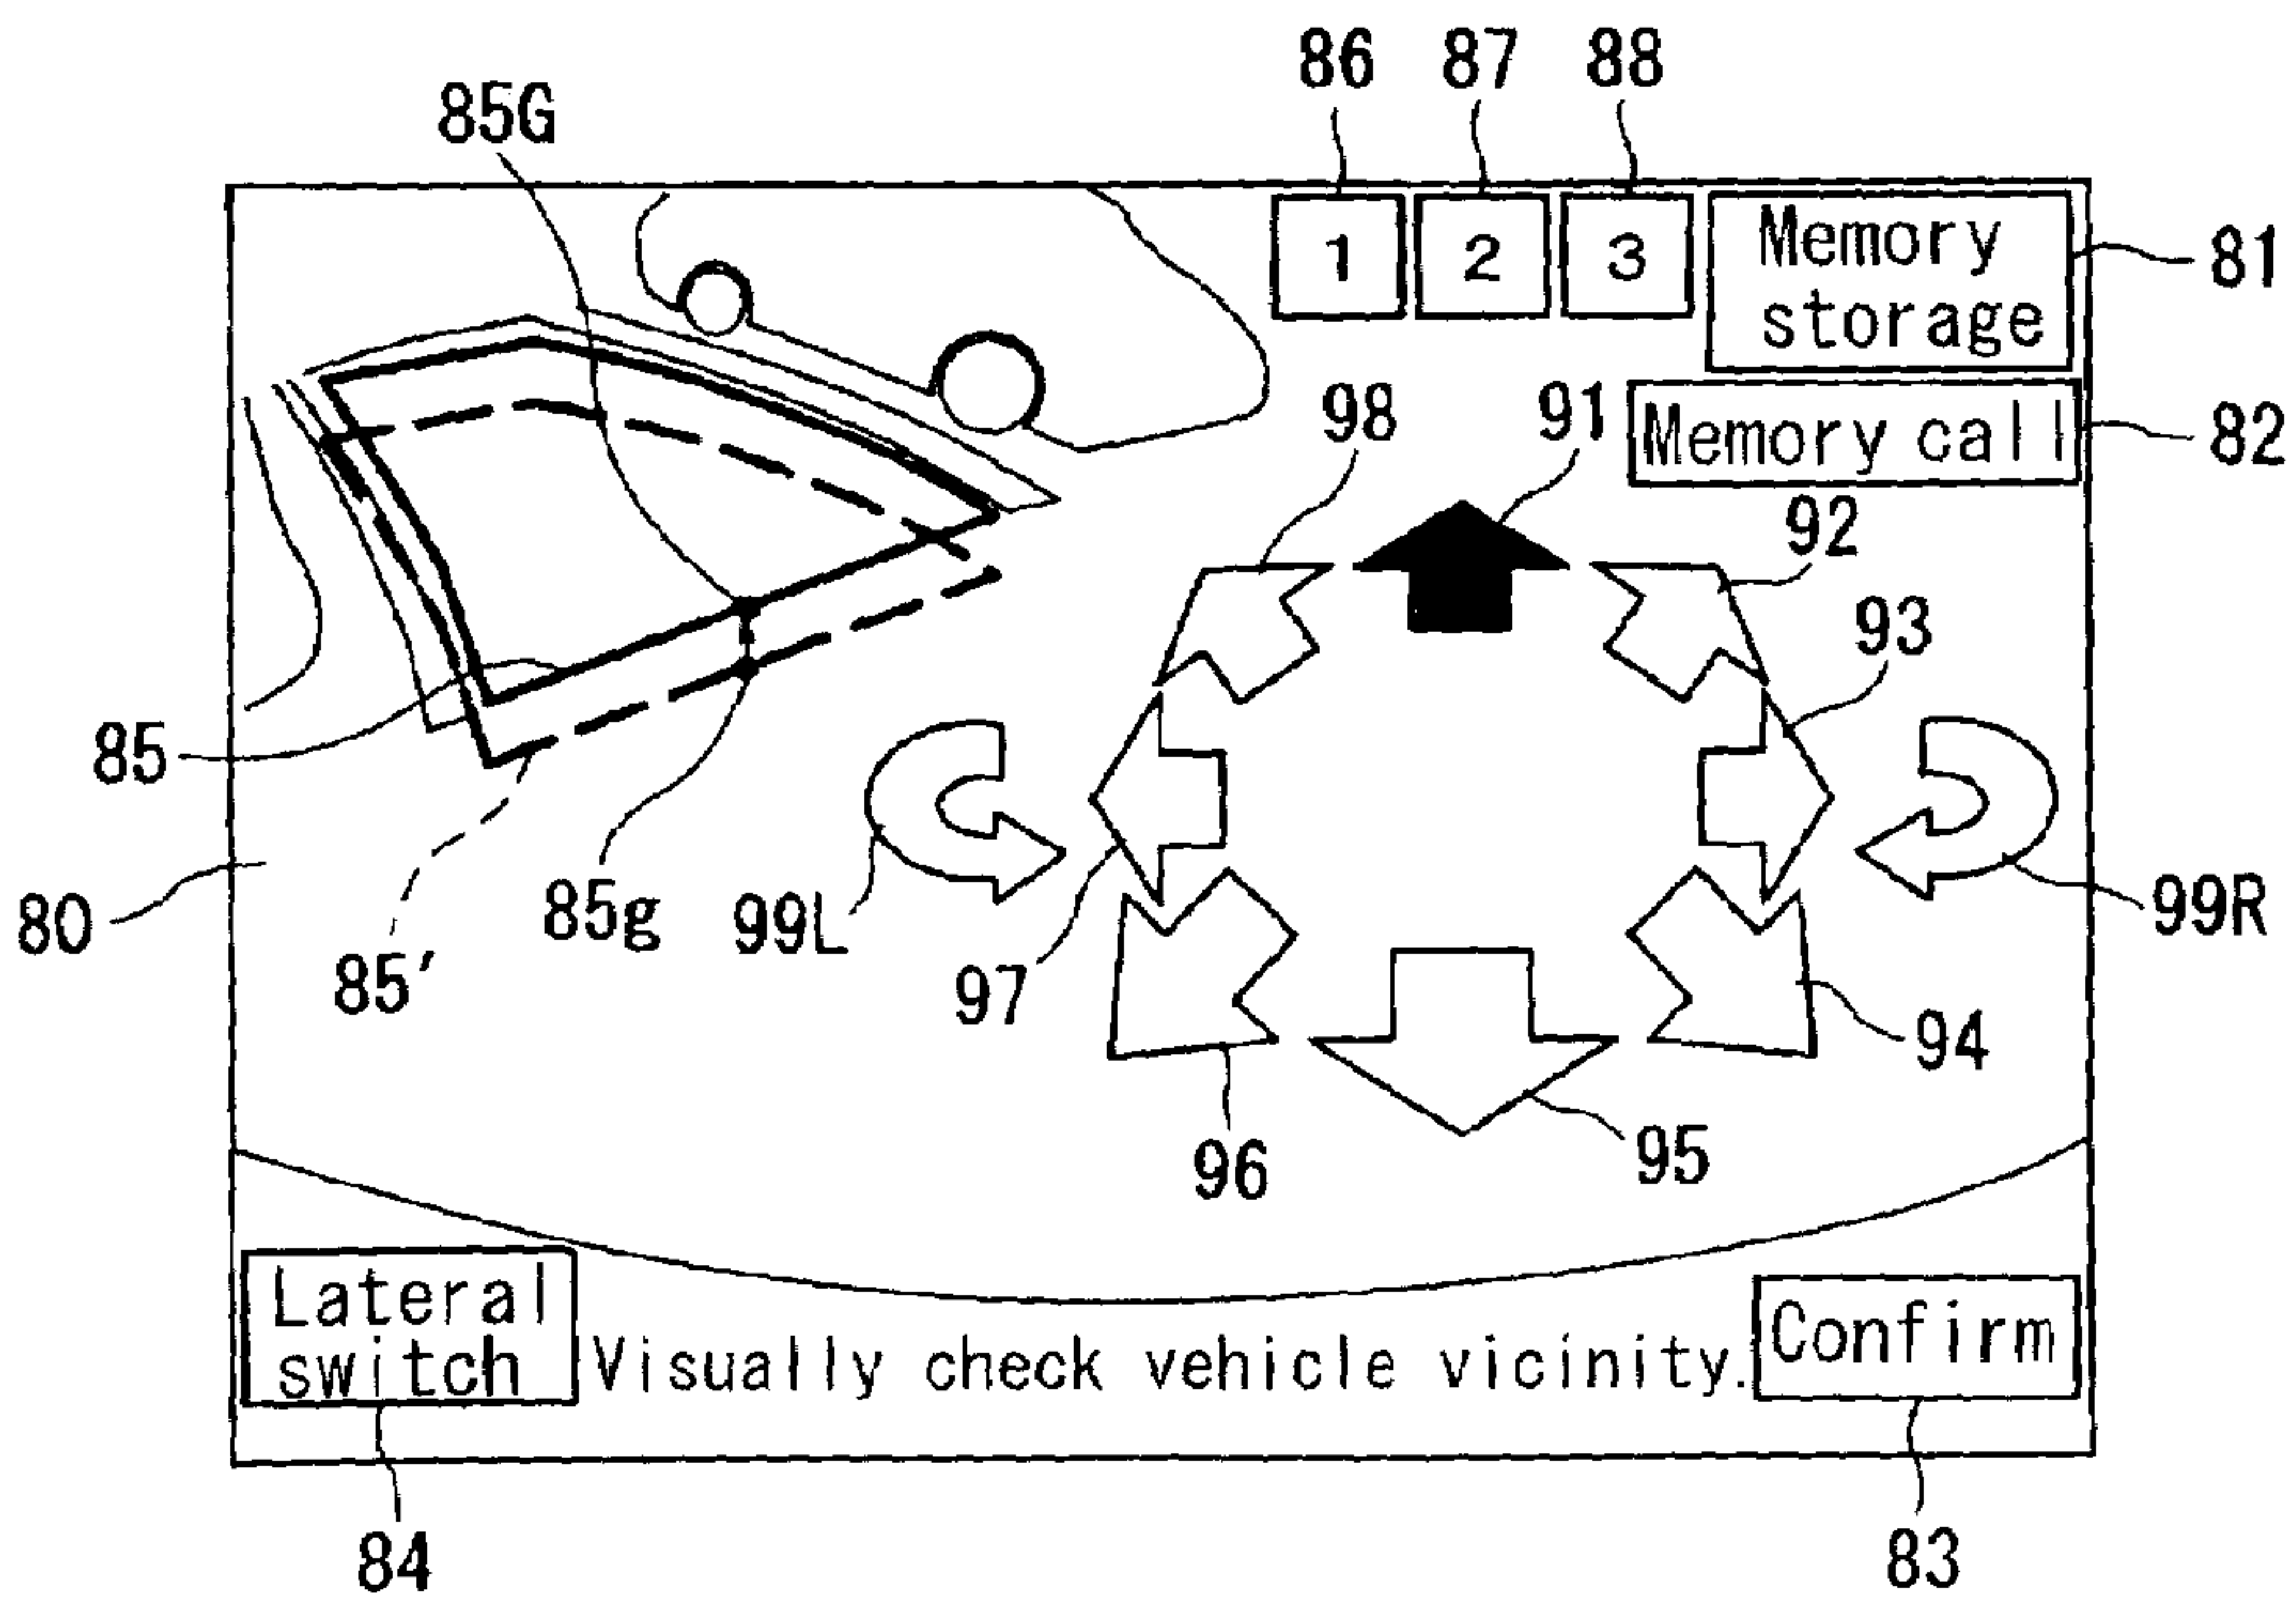 86 87 88
85G
1 2 3 Memory
storage
81
98 91 Memory call 82
92
93
85
80 85' 85g 99L 97 99R
94
96 95
Lateral
switch
Visually check vehicle vicinity. Confirm
84 83